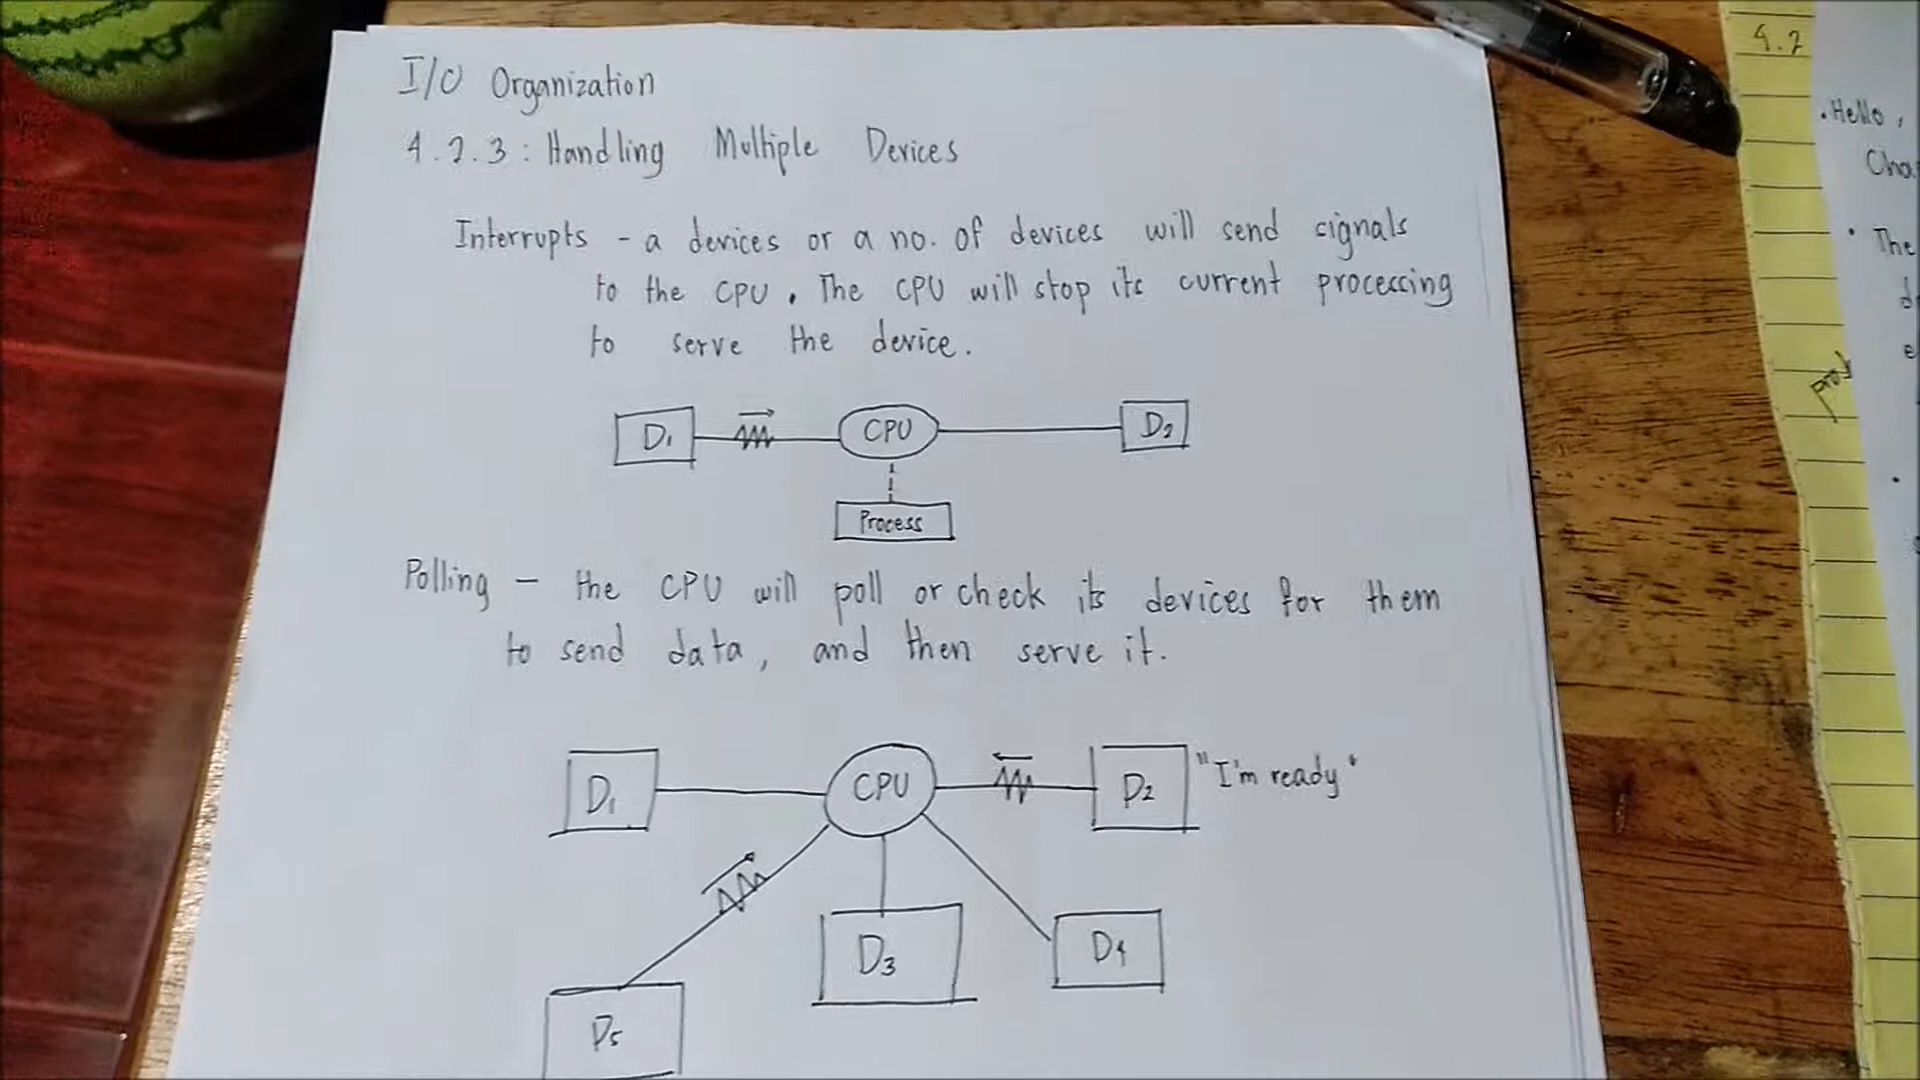 I/O Organization
4.2.3: Handling Multiple Devices
Interrupts - a devices or a no. of devices will send signals
to the CPU. The CPU will stop its current processing
to serve the device.
D1 CPU D2
Process
Polling - the CPU will poll or check its devices for them
to send data, and then serve it.
D1 CPU D2 "I'm ready"
D3 D4
D5
4.2
• Hello,
• The